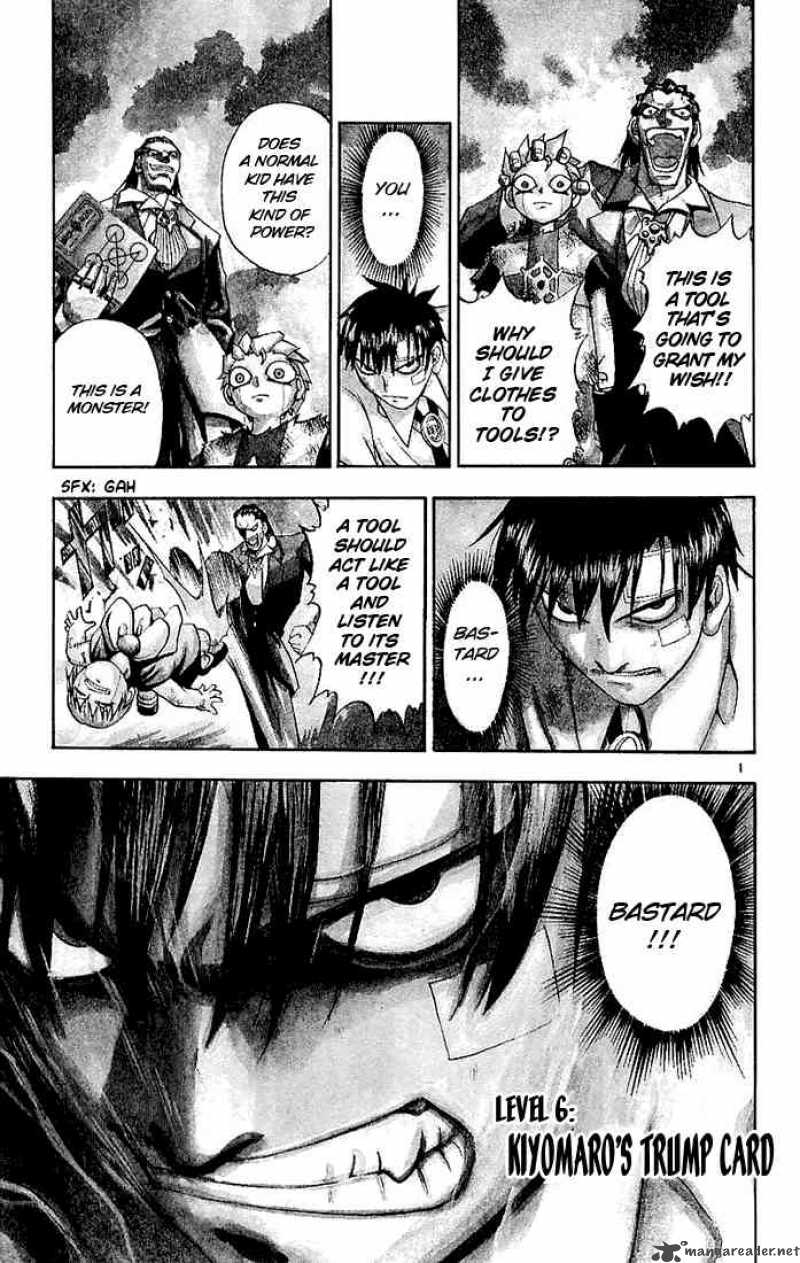 THIS IS
A TOOL
THAT'S
GOING TO
GRANT MY
WISH!!
WHY
SHOULD
I GIVE
CLOTHES
TO
TOOLS!?
YOU
...
DOES
A NORMAL
KID HAVE
THIS
KIND OF
POWER?
THIS IS A
MONSTER!
SFX: GAH
BAS-
TARD
...
A TOOL
SHOULD
ACT LIKE
A TOOL
AND
LISTEN
TO ITS
MASTER
!!!
1
BASTARD
!!!
LEVEL 6:
KIYOMARO'S TRUMP CARD
mangareader.net